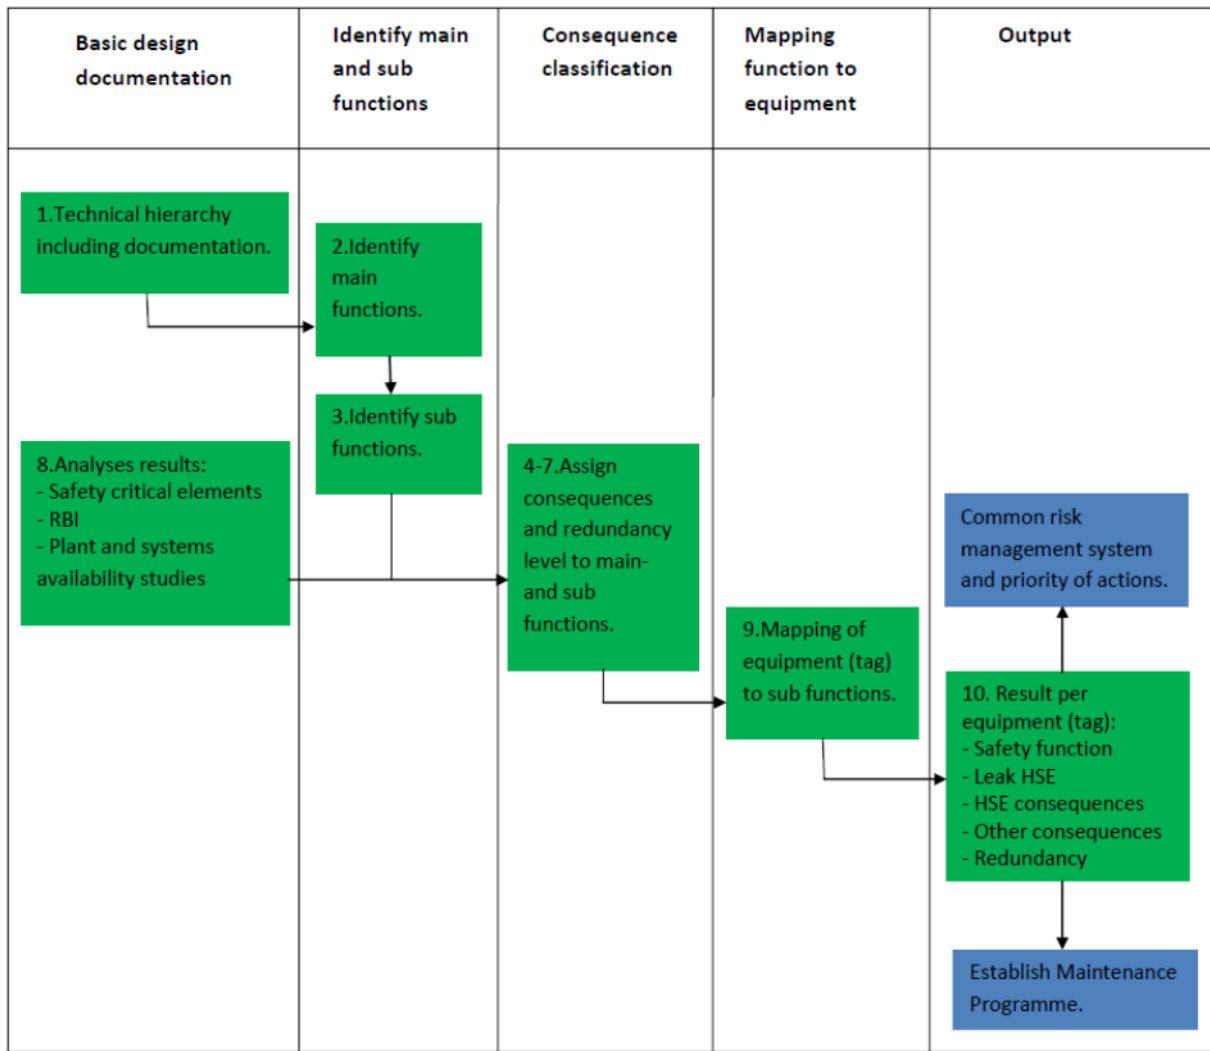 Basic design
documentation
Identify main
and sub
functions
Consequence
classification
Mapping
function to
equipment
Output
1.Technical hierarchy
including documentation.
2.Identify
main
functions.
3.Identify sub
functions.
8.Analyses results:
- Safety critical elements
- RBI
- Plant and systems
availability studies
4-7.Assign
consequences
and redundancy
level to main-
and sub
functions.
9.Mapping of
equipment (tag)
to sub functions.
Common risk
management system
and priority of actions.
10. Result per
equipment (tag):
- Safety function
- Leak HSE
- HSE consequences
- Other consequences
- Redundancy
Establish Maintenance
Programme.